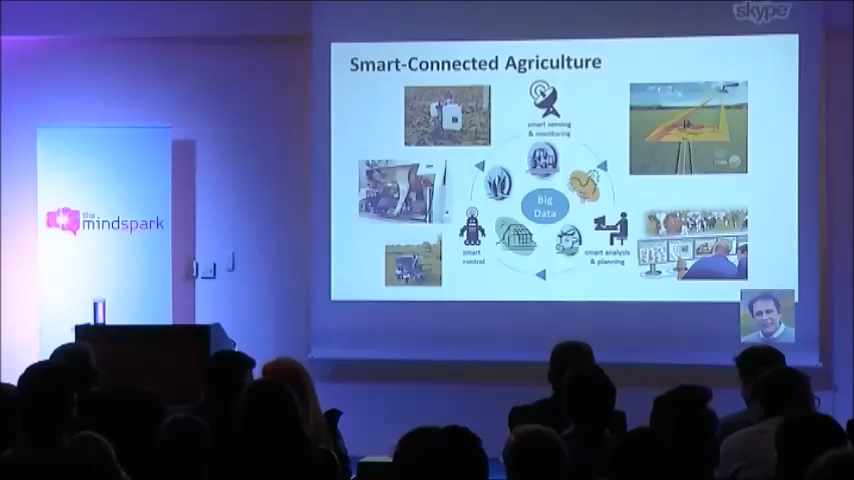 skype
Smart-Connected Agriculture
smart sensing
& monitoring
Big
Data
smart
control
smart analysis
& planning
the
mindspark